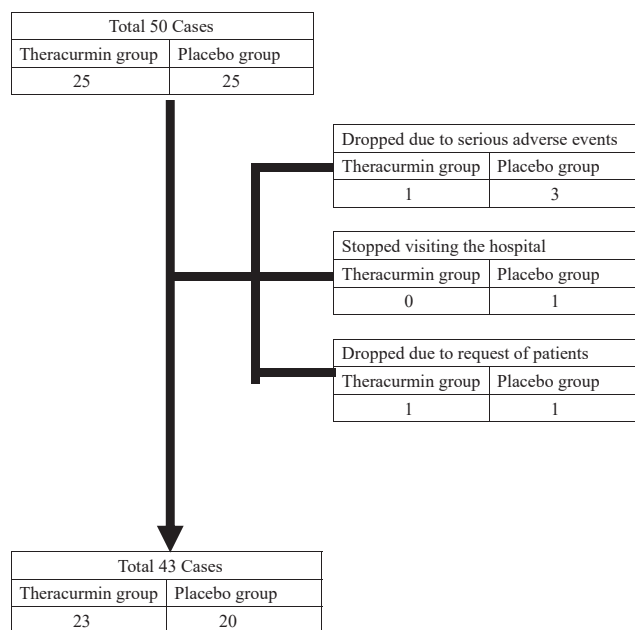 Total 50 Cases
Theracurmin group Placebo group
25 25
Dropped due to serious adverse events
Theracurmin group Placebo group
1 3
Stopped visiting the hospital
Theracurmin group Placebo group
0 1
Dropped due to request of patients
Theracurmin group Placebo group
1 1
Total 43 Cases
Theracurmin group Placebo group
23 20